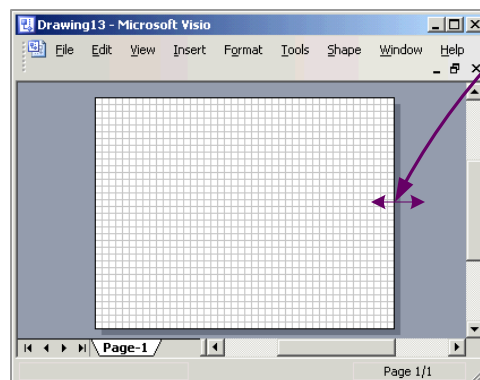 Drawing13 - Microsoft Visio
File Edit View Insert Format Tools Shape Window Help
Page-1
Page 1/1